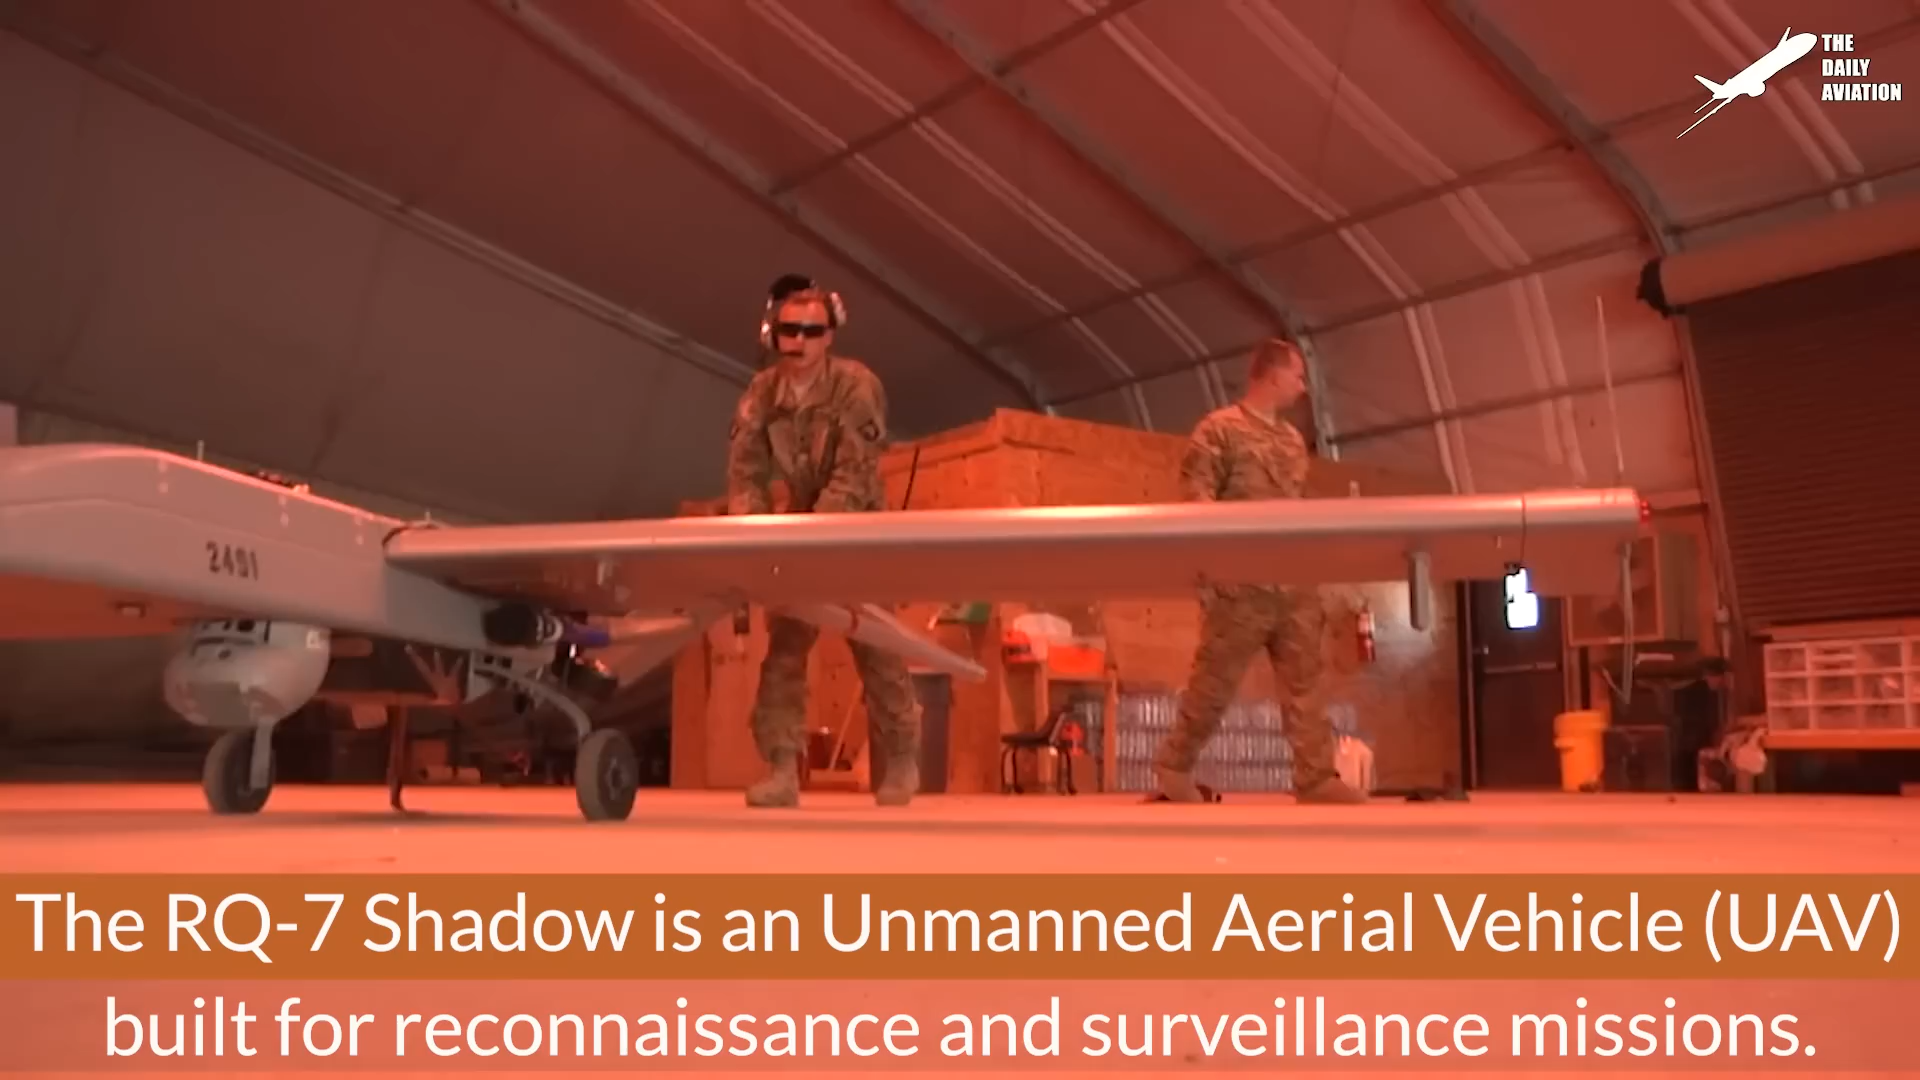 THE
DAILY
AVIATION
2491
The RQ-7 Shadow is an Unmanned Aerial Vehicle (UAV)
built for reconnaissance and surveillance missions.